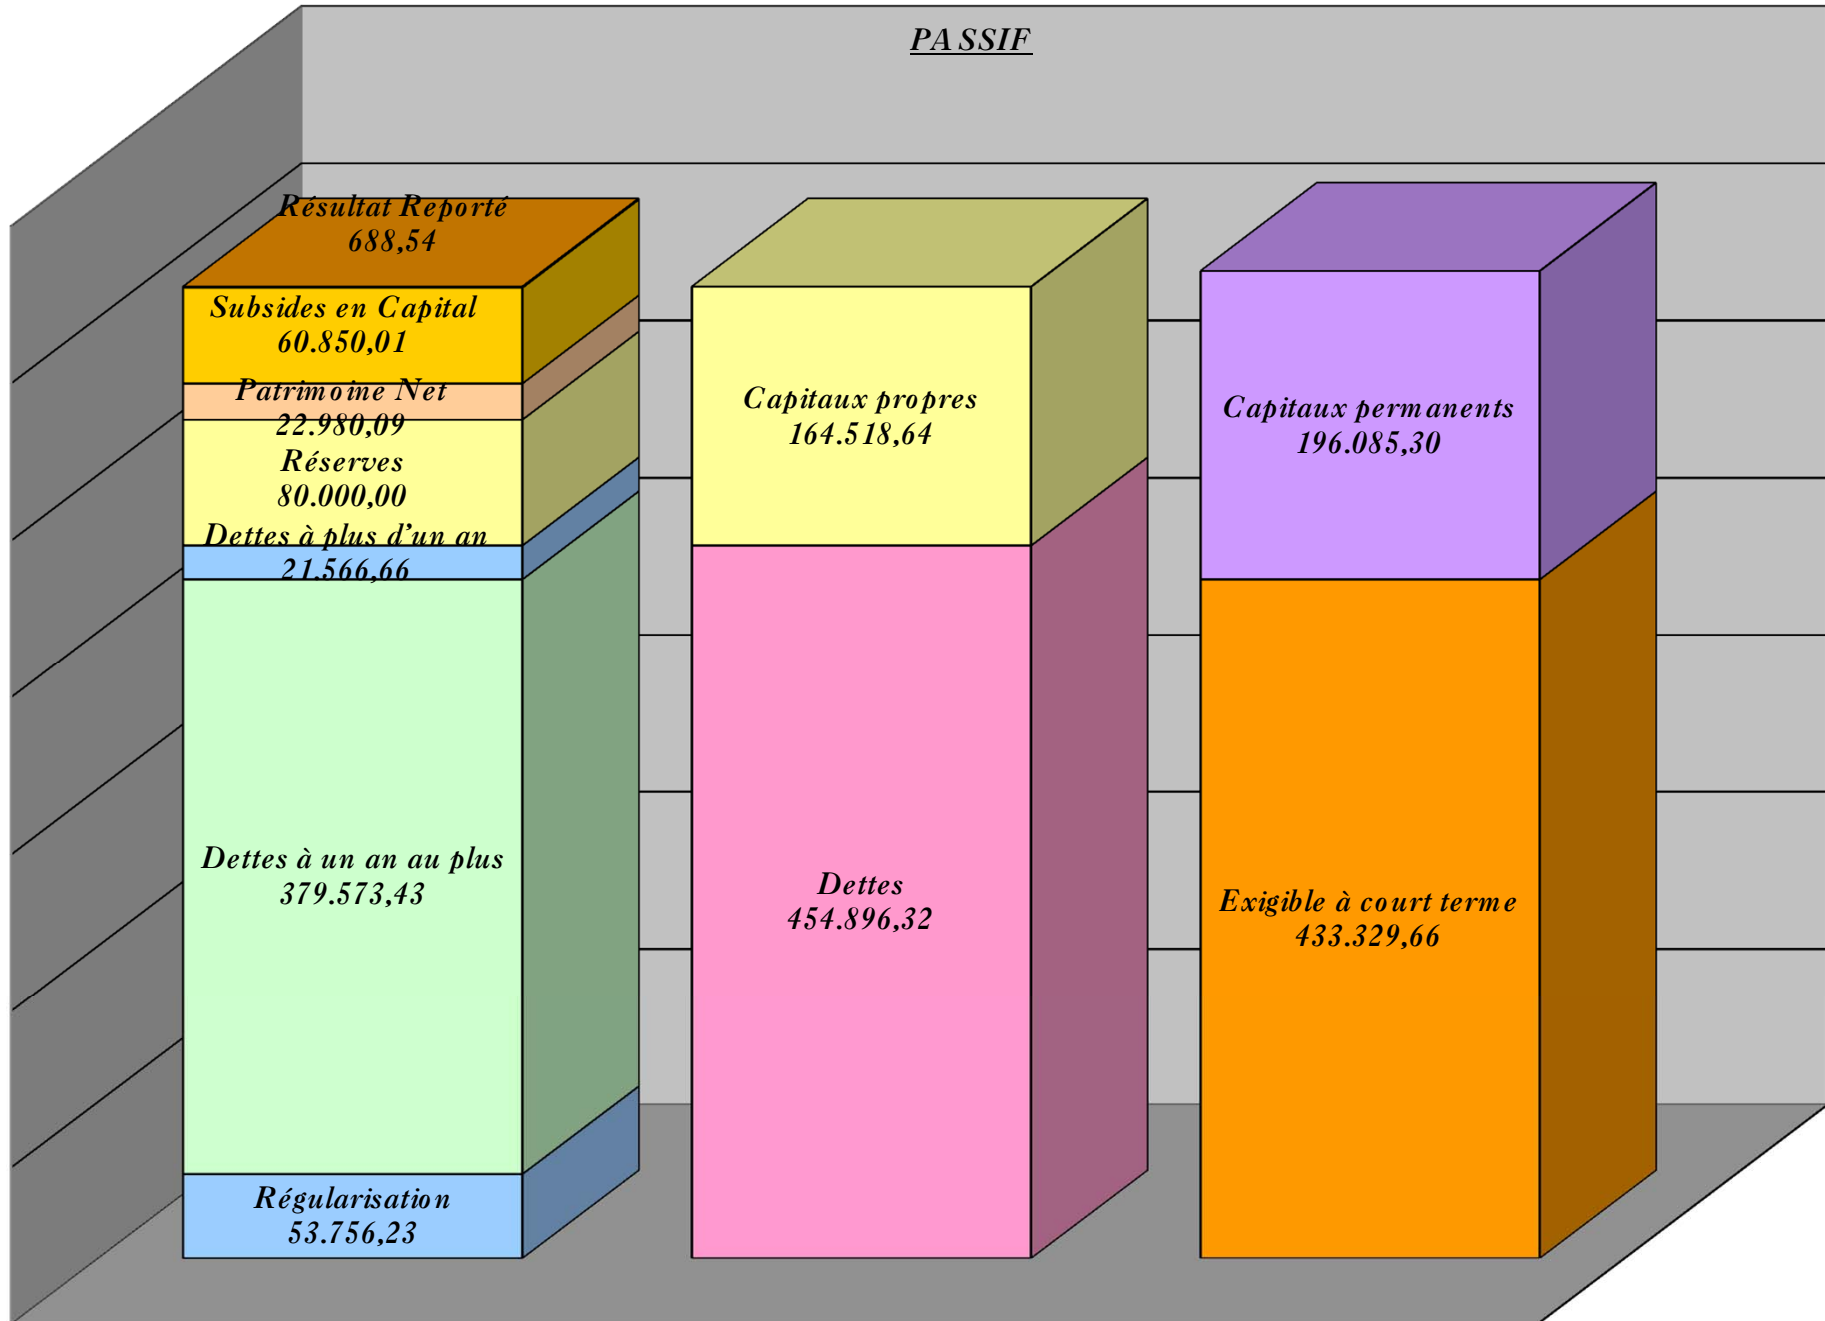 PASSIF
Résultat Reporté
688,54
Subsides en Capital
60.850,01
Patrimoine Net
22.980,09
Réserves
80.000,00
Dettes à plus d'un an
21.566,66
Dettes à un an au plus
379.573,43
Régularisation
53.756,23
Capitaux propres
164.518,64
Dettes
454.896,32
Capitaux permanents
196.085,30
Exigible à court terme
433.329,66